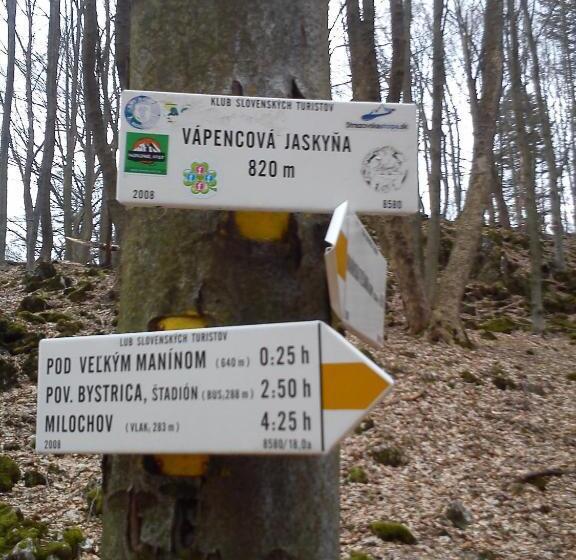 KLUB SLOVENSKÝCH TURISTOV
VÁPENCOVÁ JASKYŇA
820 m
2008
8580
LUB SLOVENSKÝCH TURISTOV
POD VEĽKÝM MANÍNOM (640 m) 0:25 h
POV. BYSTRICA, ŠTADIÓN (BUS, 288 m) 2:50 h
MILOCHOV (VLAK, 283 m) 4:25 h
2008 8580/18,0a